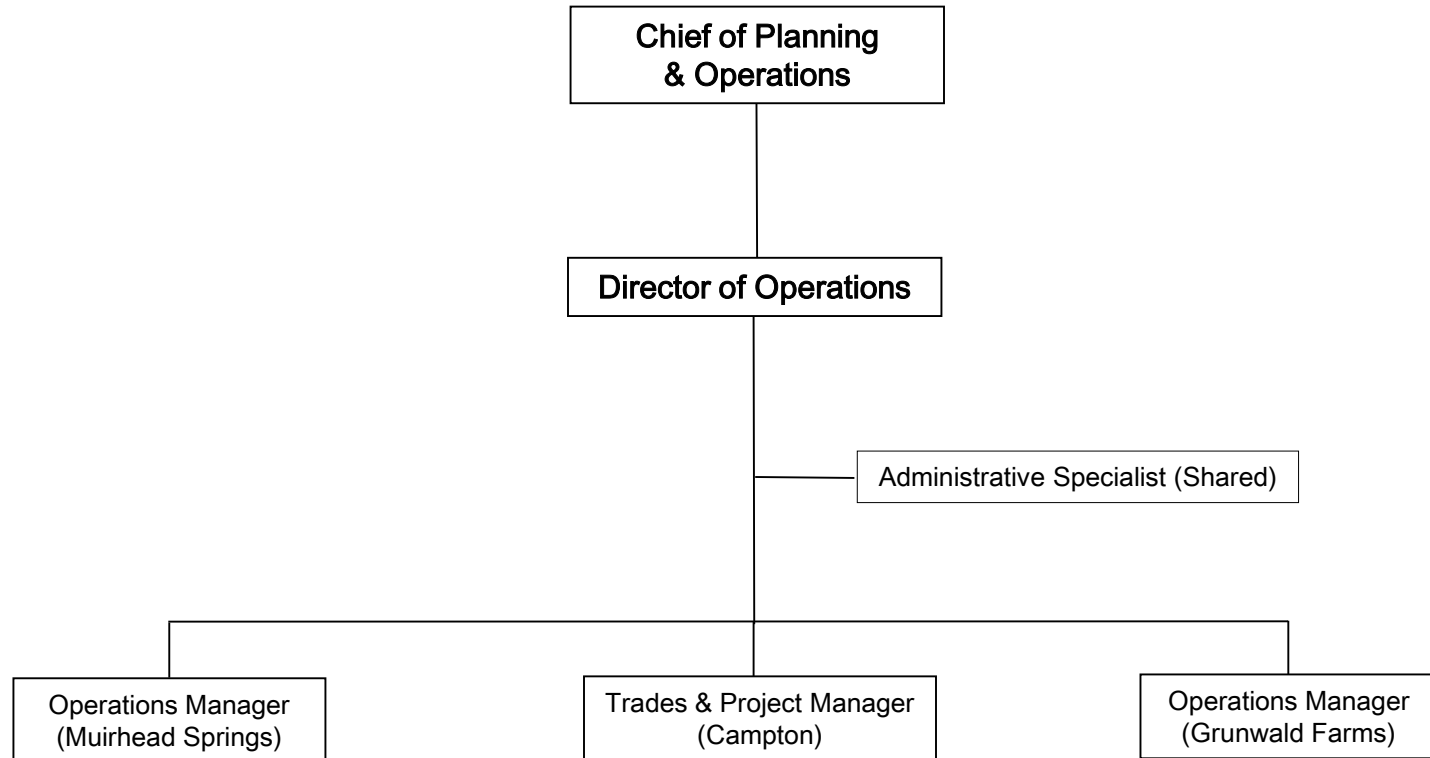 Chief of Planning
& Operations
Director of Operations
Administrative Specialist (Shared)
Operations Manager
(Muirhead Springs)
Trades & Project Manager
(Campton)
Operations Manager
(Grunwald Farms)